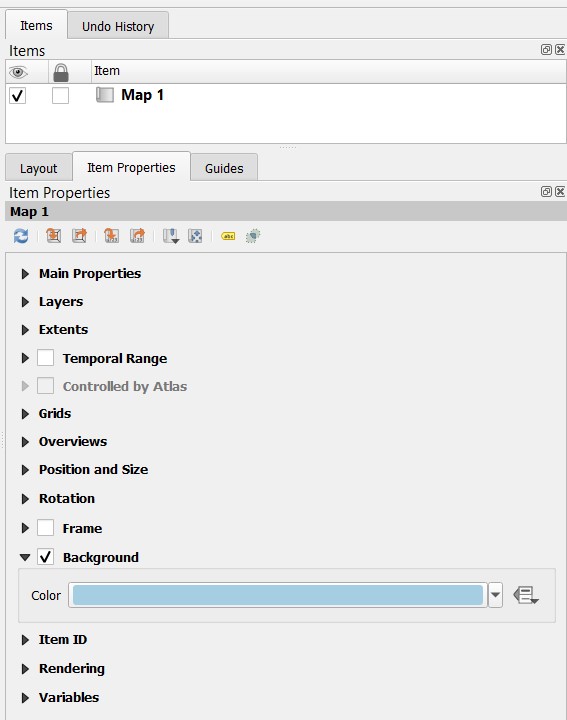 Items Undo History
Items
Item
Map 1
Layout Item Properties Guides
Item Properties
Map 1
abc
Main Properties
Layers
Extents
Temporal Range
Controlled by Atlas
Grids
Overviews
Position and Size
Rotation
Frame
Background
Color
Item ID
Rendering
Variables